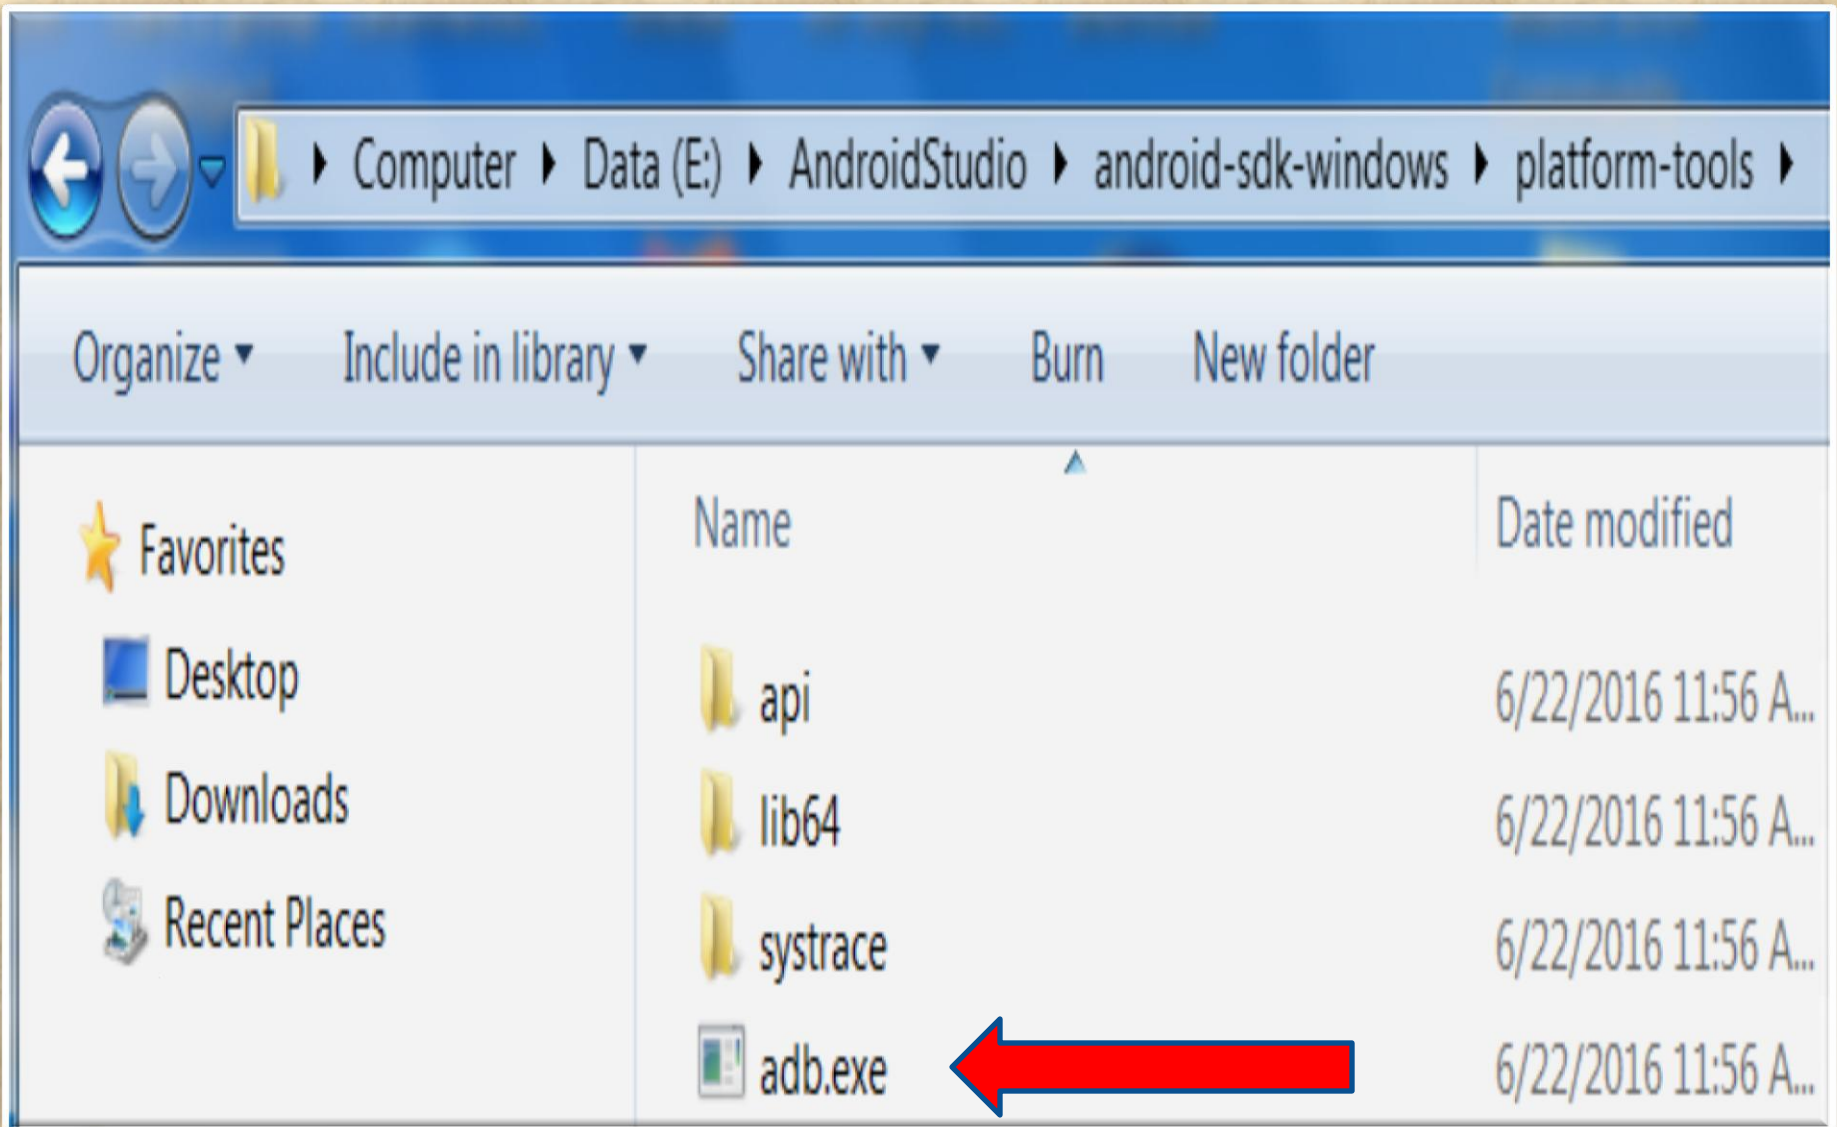 Computer Data (E:) AndroidStudio android-sdk-windows platform-tools
Organize Include in library Share with Burn New folder
Favorites
Desktop
Downloads
Recent Places
Name Date modified
api 6/22/2016 11:56 A...
lib64 6/22/2016 11:56 A...
systrace 6/22/2016 11:56 A...
adb.exe 6/22/2016 11:56 A...